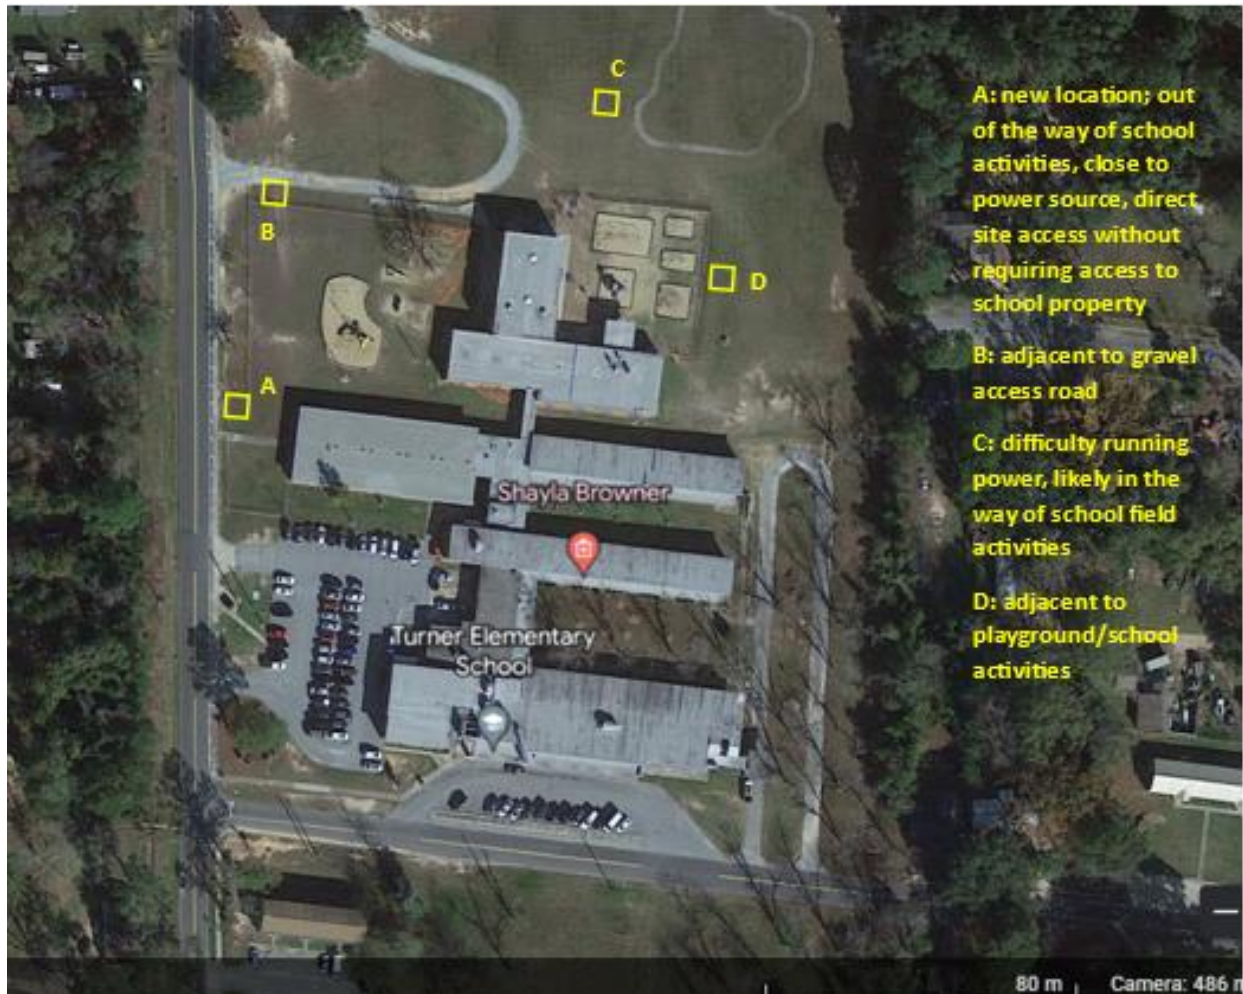 C
A: new location; out
of the way of school
activities, close to
power source, direct
site access without
requiring access to
school property
B
D
B: adjacent to gravel
access road
A
C: difficulty running
power, likely in the
way of school field
activities
Shayla Browner
D: adjacent to
playground/school
activities
Turner Elementary
School
80 m
Camera: 486 m